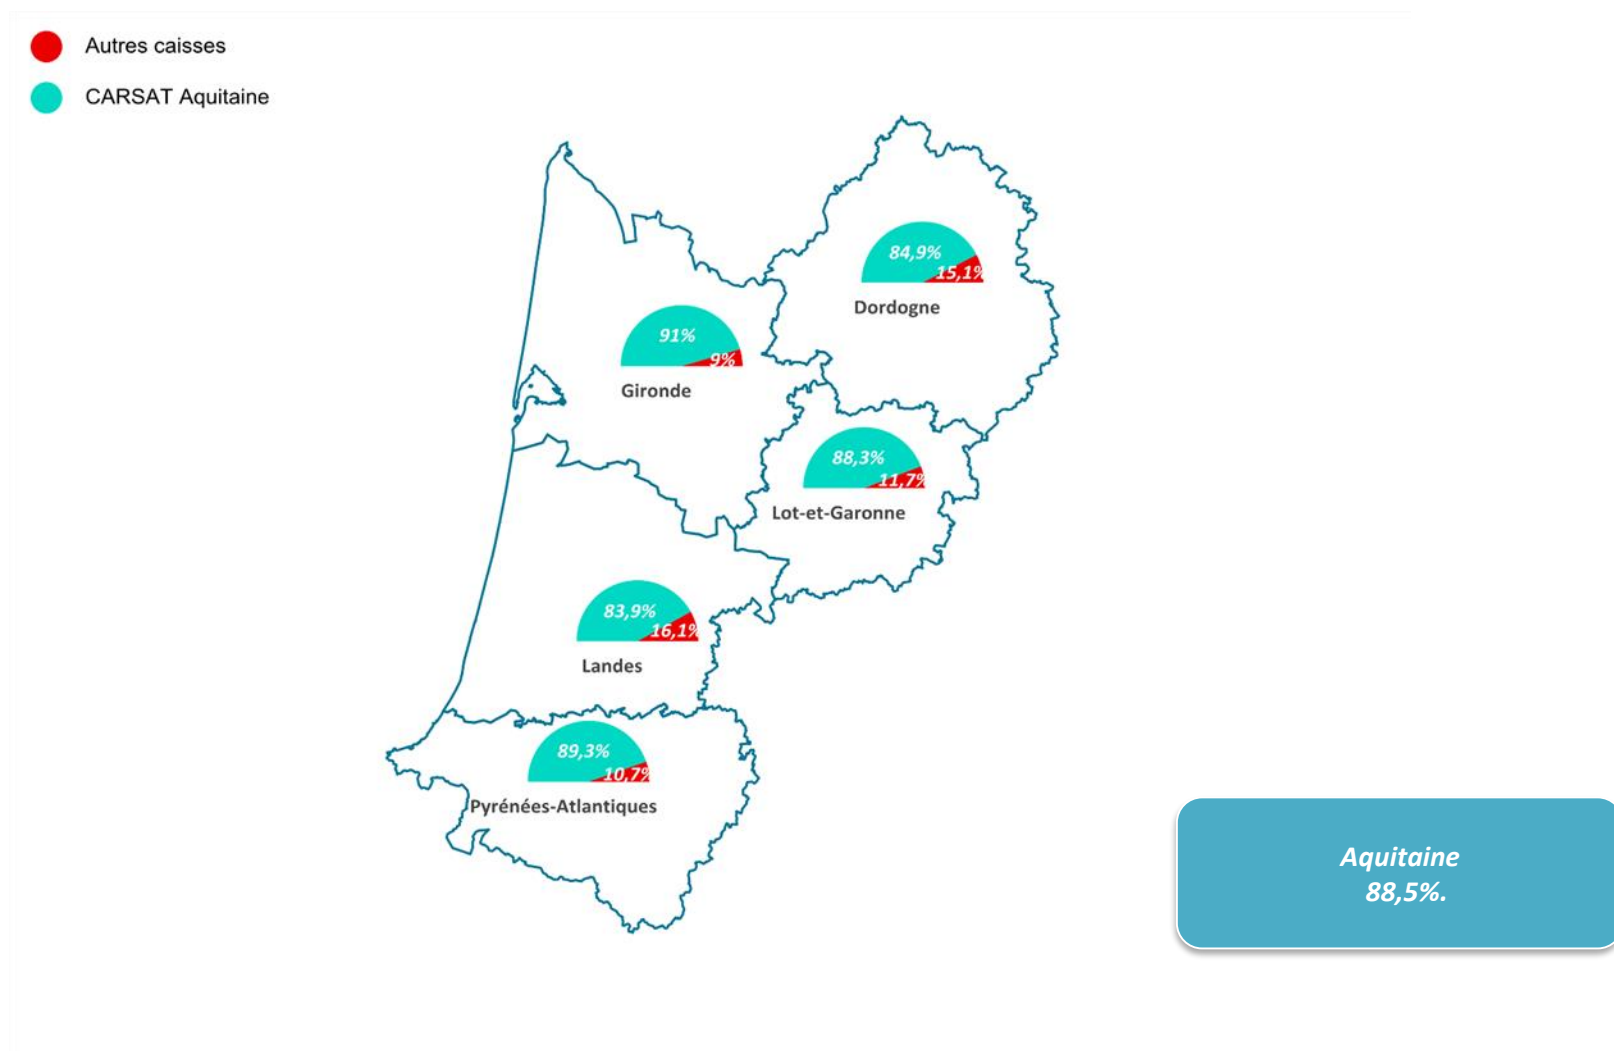 Autres caisses
CARSAT Aquitaine
84,9%
15,1%
Dordogne
91%
9%
Gironde
88,3%
11,7%
Lot-et-Garonne
83,9%
16,1%
Landes
89,3%
10,7%
Pyrénées-Atlantiques
Aquitaine
88,5%.